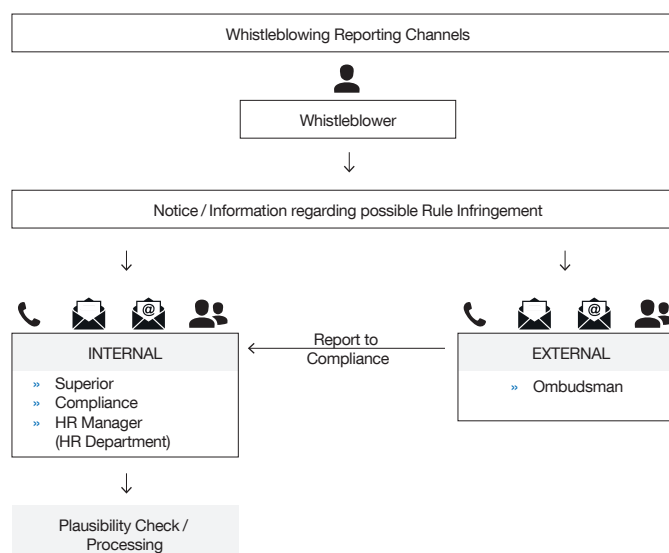 Whistleblowing Reporting Channels
Whistleblower
Notice / Information regarding possible Rule Infringement
@
@
Report to
Compliance
INTERNAL
» Superior
» Compliance
» HR Manager
(HR Department)
EXTERNAL
» Ombudsman
Plausibility Check /
Processing